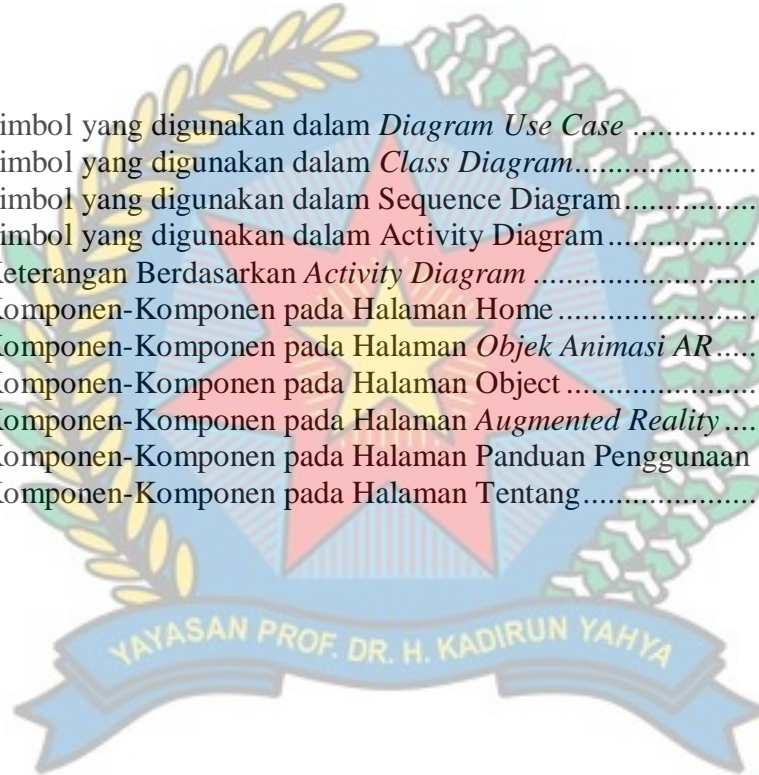 imbol yang digunakan dalam Diagram Use Case ...............
imbol yang digunakan dalam Class Diagram......................
imbol yang digunakan dalam Sequence Diagram................
imbol yang digunakan dalam Activity Diagram..................
Keterangan Berdasarkan Activity Diagram ...........................
Komponen-Komponen pada Halaman Home........................
Komponen-Komponen pada Halaman Objek Animasi AR.....
Komponen-Komponen pada Halaman Object.......................
Komponen-Komponen pada Halaman Augmented Reality....
Komponen-Komponen pada Halaman Panduan Penggunaan
Komponen-Komponen pada Halaman Tentang.....................
YAYASAN PROF. DR. H. KADIRUN YAHYA